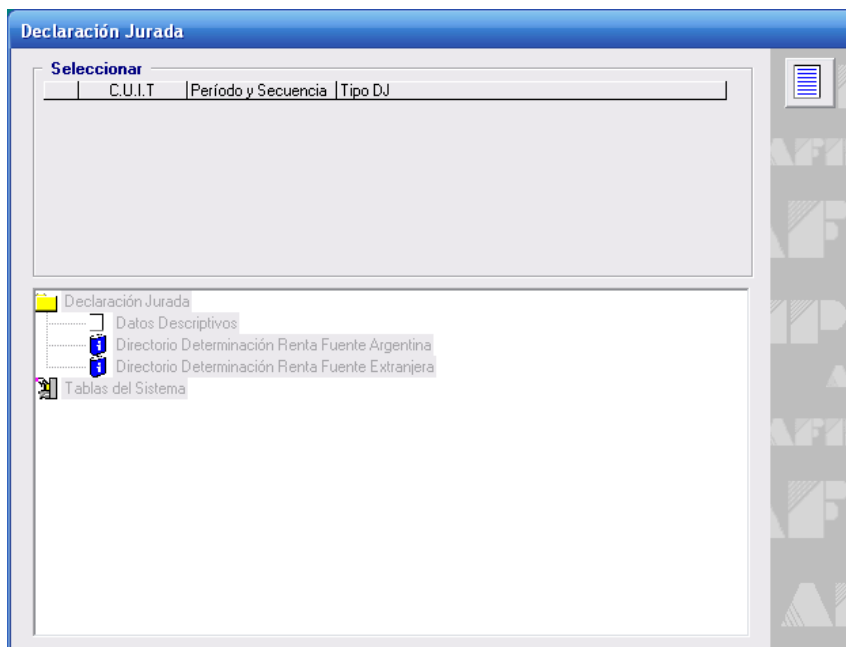 Declaración Jurada
Seleccionar
C.U.I.T Período y Secuencia Tipo DJ
Declaración Jurada
Datos Descriptivos
Directorio Determinación Renta Fuente Argentina
Directorio Determinación Renta Fuente Extranjera
Tablas del Sistema